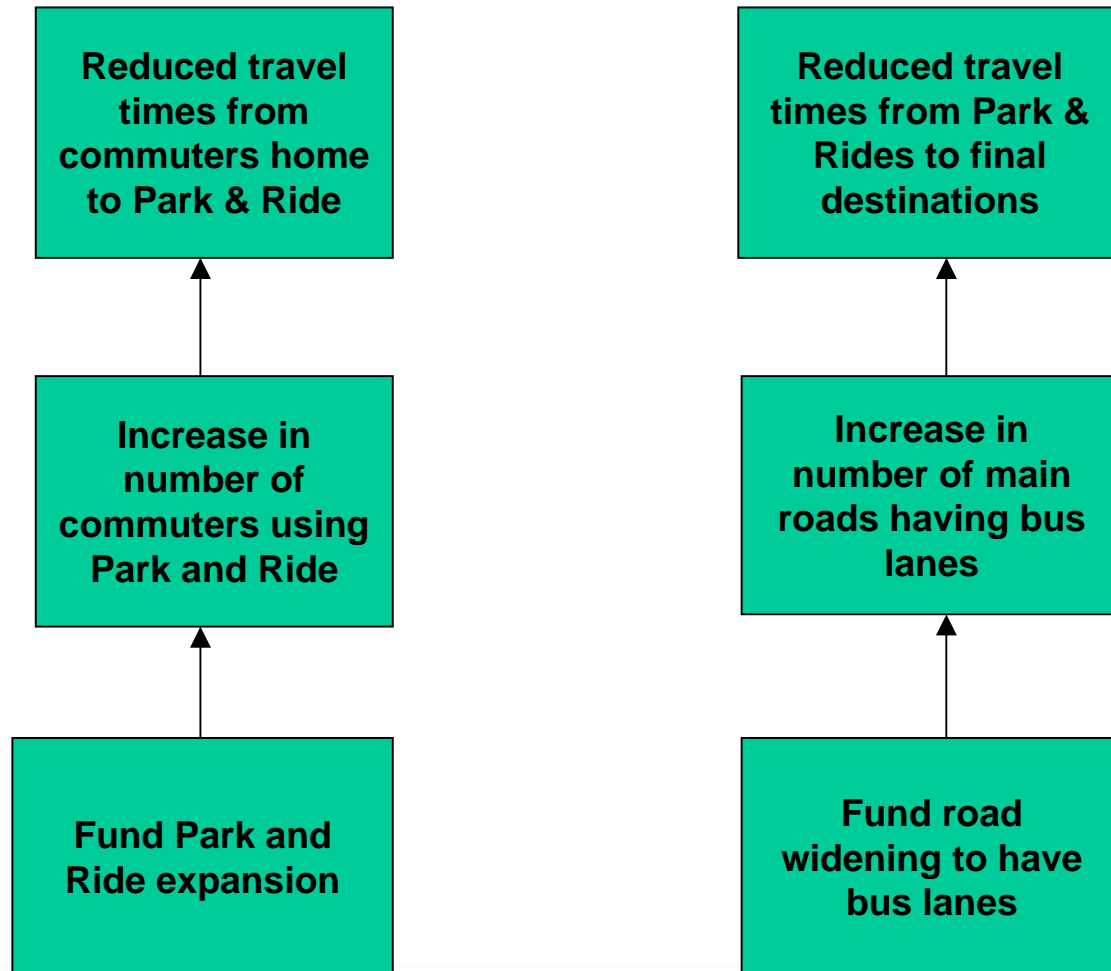 Reduced travel
times from
commuters home
to Park & Ride
Reduced travel
times from Park &
Rides to final
destinations
Increase in
number of
commuters using
Park and Ride
Increase in
number of main
roads having bus
lanes
Fund Park and
Ride expansion
Fund road
widening to have
bus lanes